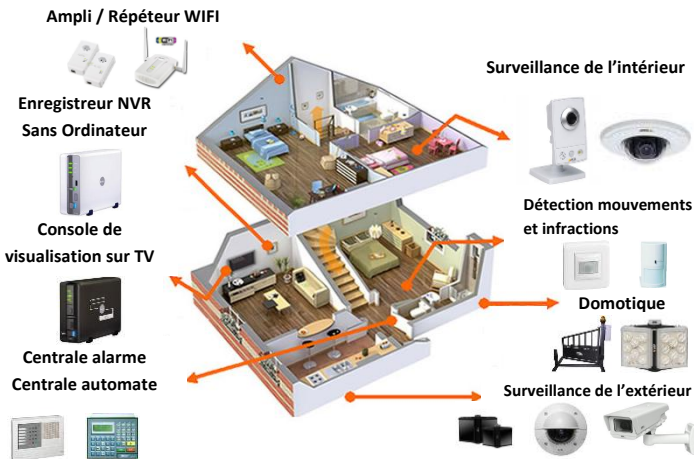 Ampli / Répéteur WIFI
Enregistreur NVR
Sans Ordinateur
Console de
visualisation sur TV
Centrale alarme
Centrale automate
Surveillance de l'intérieur
Détection mouvements
et infractions
Domotique
Surveillance de l'extérieur